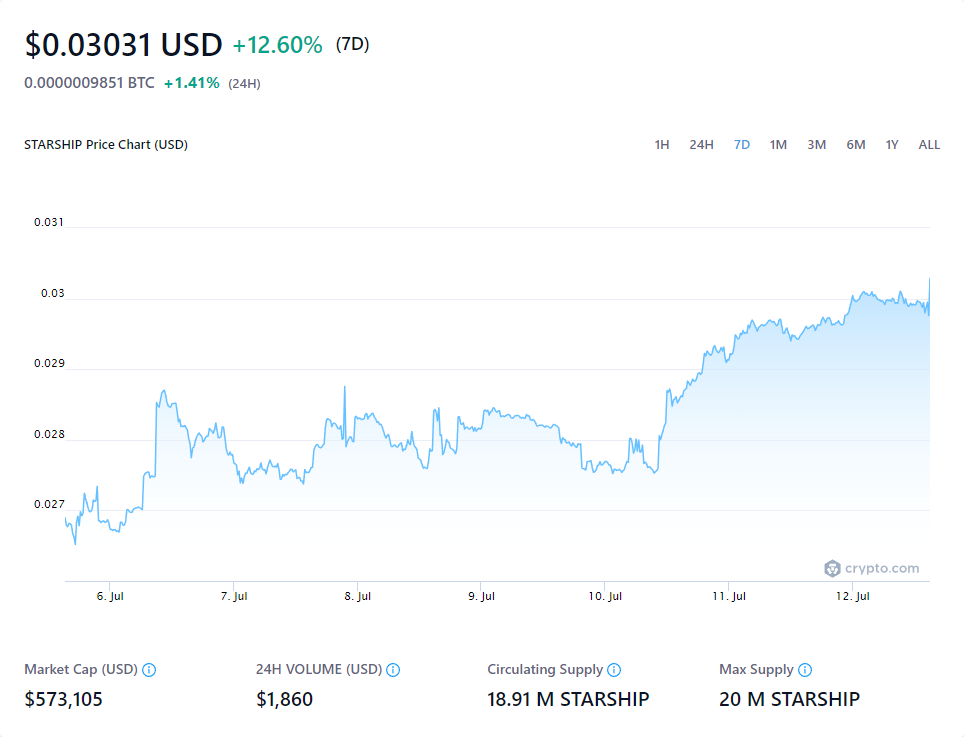 $0.03031 USD +12.60% (7D)
0.0000009851 BTC +1.41% (24H)
STARSHIP Price Chart (USD) 1H 24H 7D 1M 3M 6M 1Y ALL
0.031
0.03
0.029
0.028
0.027
crypto.com
6. Jul 7. Jul 8. Jul 9. Jul 10. Jul 11. Jul 12. Jul
Market Cap (USD) 24H VOLUME (USD) Circulating Supply Max Supply
$573,105 $1,860 18.91 M STARSHIP 20 M STARSHIP